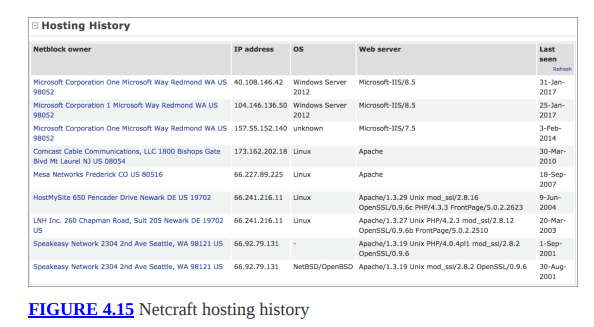 Hosting History
Netblock owner IP address OS Web server Last
seen
Refresh
Microsoft Corporation One Microsoft Way Redmond WA US 40.108.146.42 Windows Server Microsoft-IIS/8.5 31-Jan-
98052 2012 2017
Microsoft Corporation 1 Microsoft Way Redmond WA US 104.146.136.50 Windows Server Microsoft-IIS/8.5 25-Jan-
98052 2012 2017
Microsoft Corporation One Microsoft Way Redmond WA US 157.55.152.140 unknown Microsoft-IIS/7.5 3-Feb-
98052 2014
Comcast Cable Communications, LLC 1800 Bishops Gate 173.162.202.18 Linux Apache 30-Mar-
Blvd Mt Laurel NJ US 08054 2010
Mesa Networks Frederick CO US 80516 66.227.89.225 Linux Apache 18-Sep-
2007
HostMySite 650 Pencader Drive Newark DE US 19702 66.241.216.11 Linux Apache/1.3.29 Unix mod_ssl/2.8.16 9-Jun-
OpenSSL/0.9.6c PHP/4.3.3 FrontPage/5.0.2.2623 2004
LNH Inc. 260 Chapman Road, Suit 205 Newark DE 19702 66.241.216.11 Linux Apache/1.3.27 Unix PHP/4.2.3 mod_ssl/2.8.12 20-Mar-
US OpenSSL/0.9.6b FrontPage/5.0.2.2510 2003
Speakeasy Network 2304 2nd Ave Seattle, WA 98121 US 66.92.79.131 - Apache/1.3.19 Unix PHP/4.0.4pl1 mod_ssl/2.8.2 1-Sep-
OpenSSL/0.9.6 2001
Speakeasy Network 2304 2nd Ave Seattle, WA 98121 US 66.92.79.131 NetBSD/OpenBSD Apache/1.3.19 Unix mod_ssl/2.8.2 OpenSSL/0.9.6 30-Aug-
2001
FIGURE 4.15 Netcraft hosting history